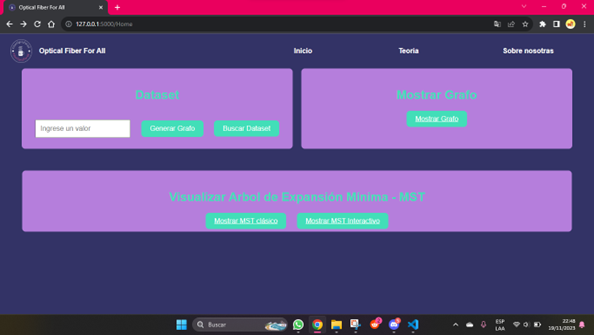 Optical Fiber For All
127.0.0.1:5000/Home
Optical Fiber For All
Inicio
Teoria
Sobre nosotras
Dataset
Ingrese un valor
Generar Grafo
Buscar Dataset
Mostrar Grafo
Mostrar Grafo
Visualizar Arbol de Expansión Minima - MST
Mostrar MST clásico
Mostrar MST Interactivo
Buscar
ESP
LAA
22:48
19/11/2023